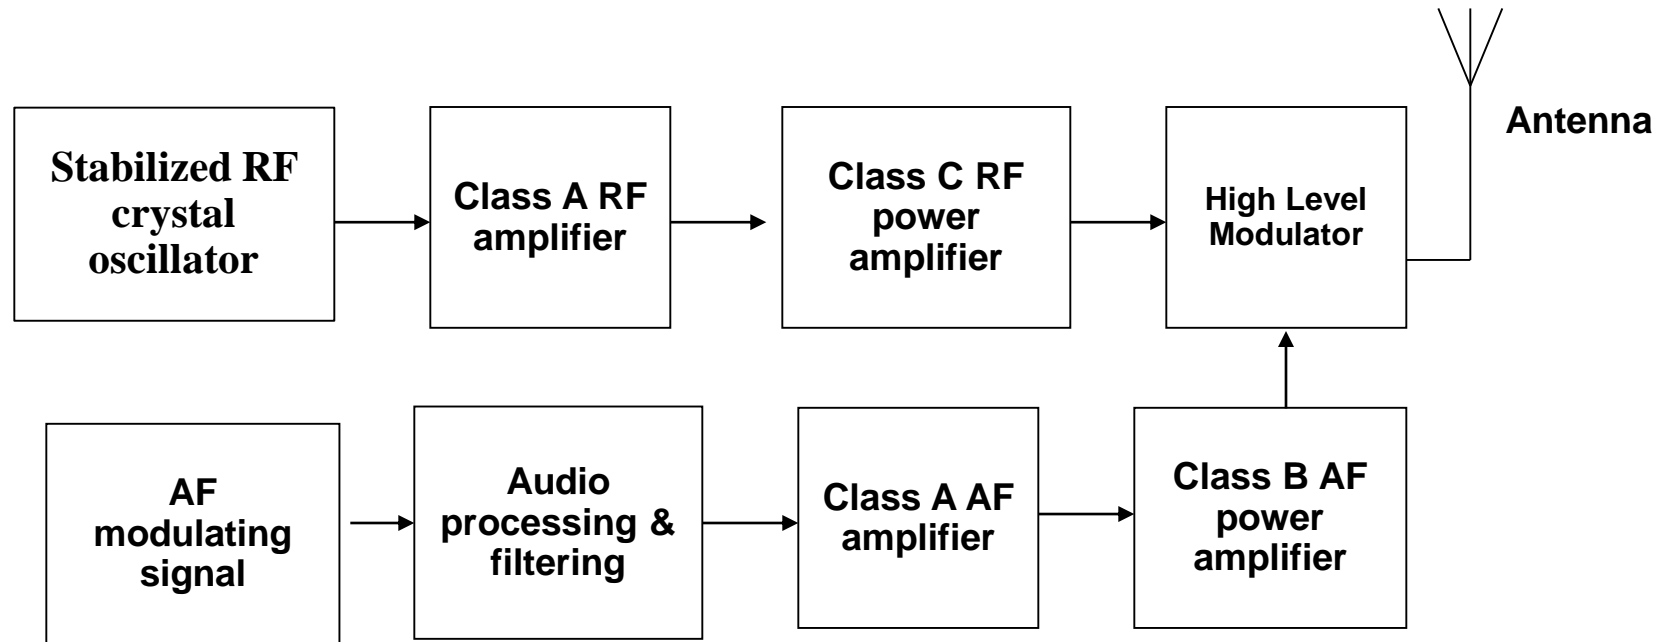 Antenna
Stabilized RF
crystal
oscillator
Class A RF
amplifier
Class C RF
power
amplifier
High Level
Modulator
AF
modulating
signal
Audio
processing &
filtering
Class A AF
amplifier
Class B AF
power
amplifier